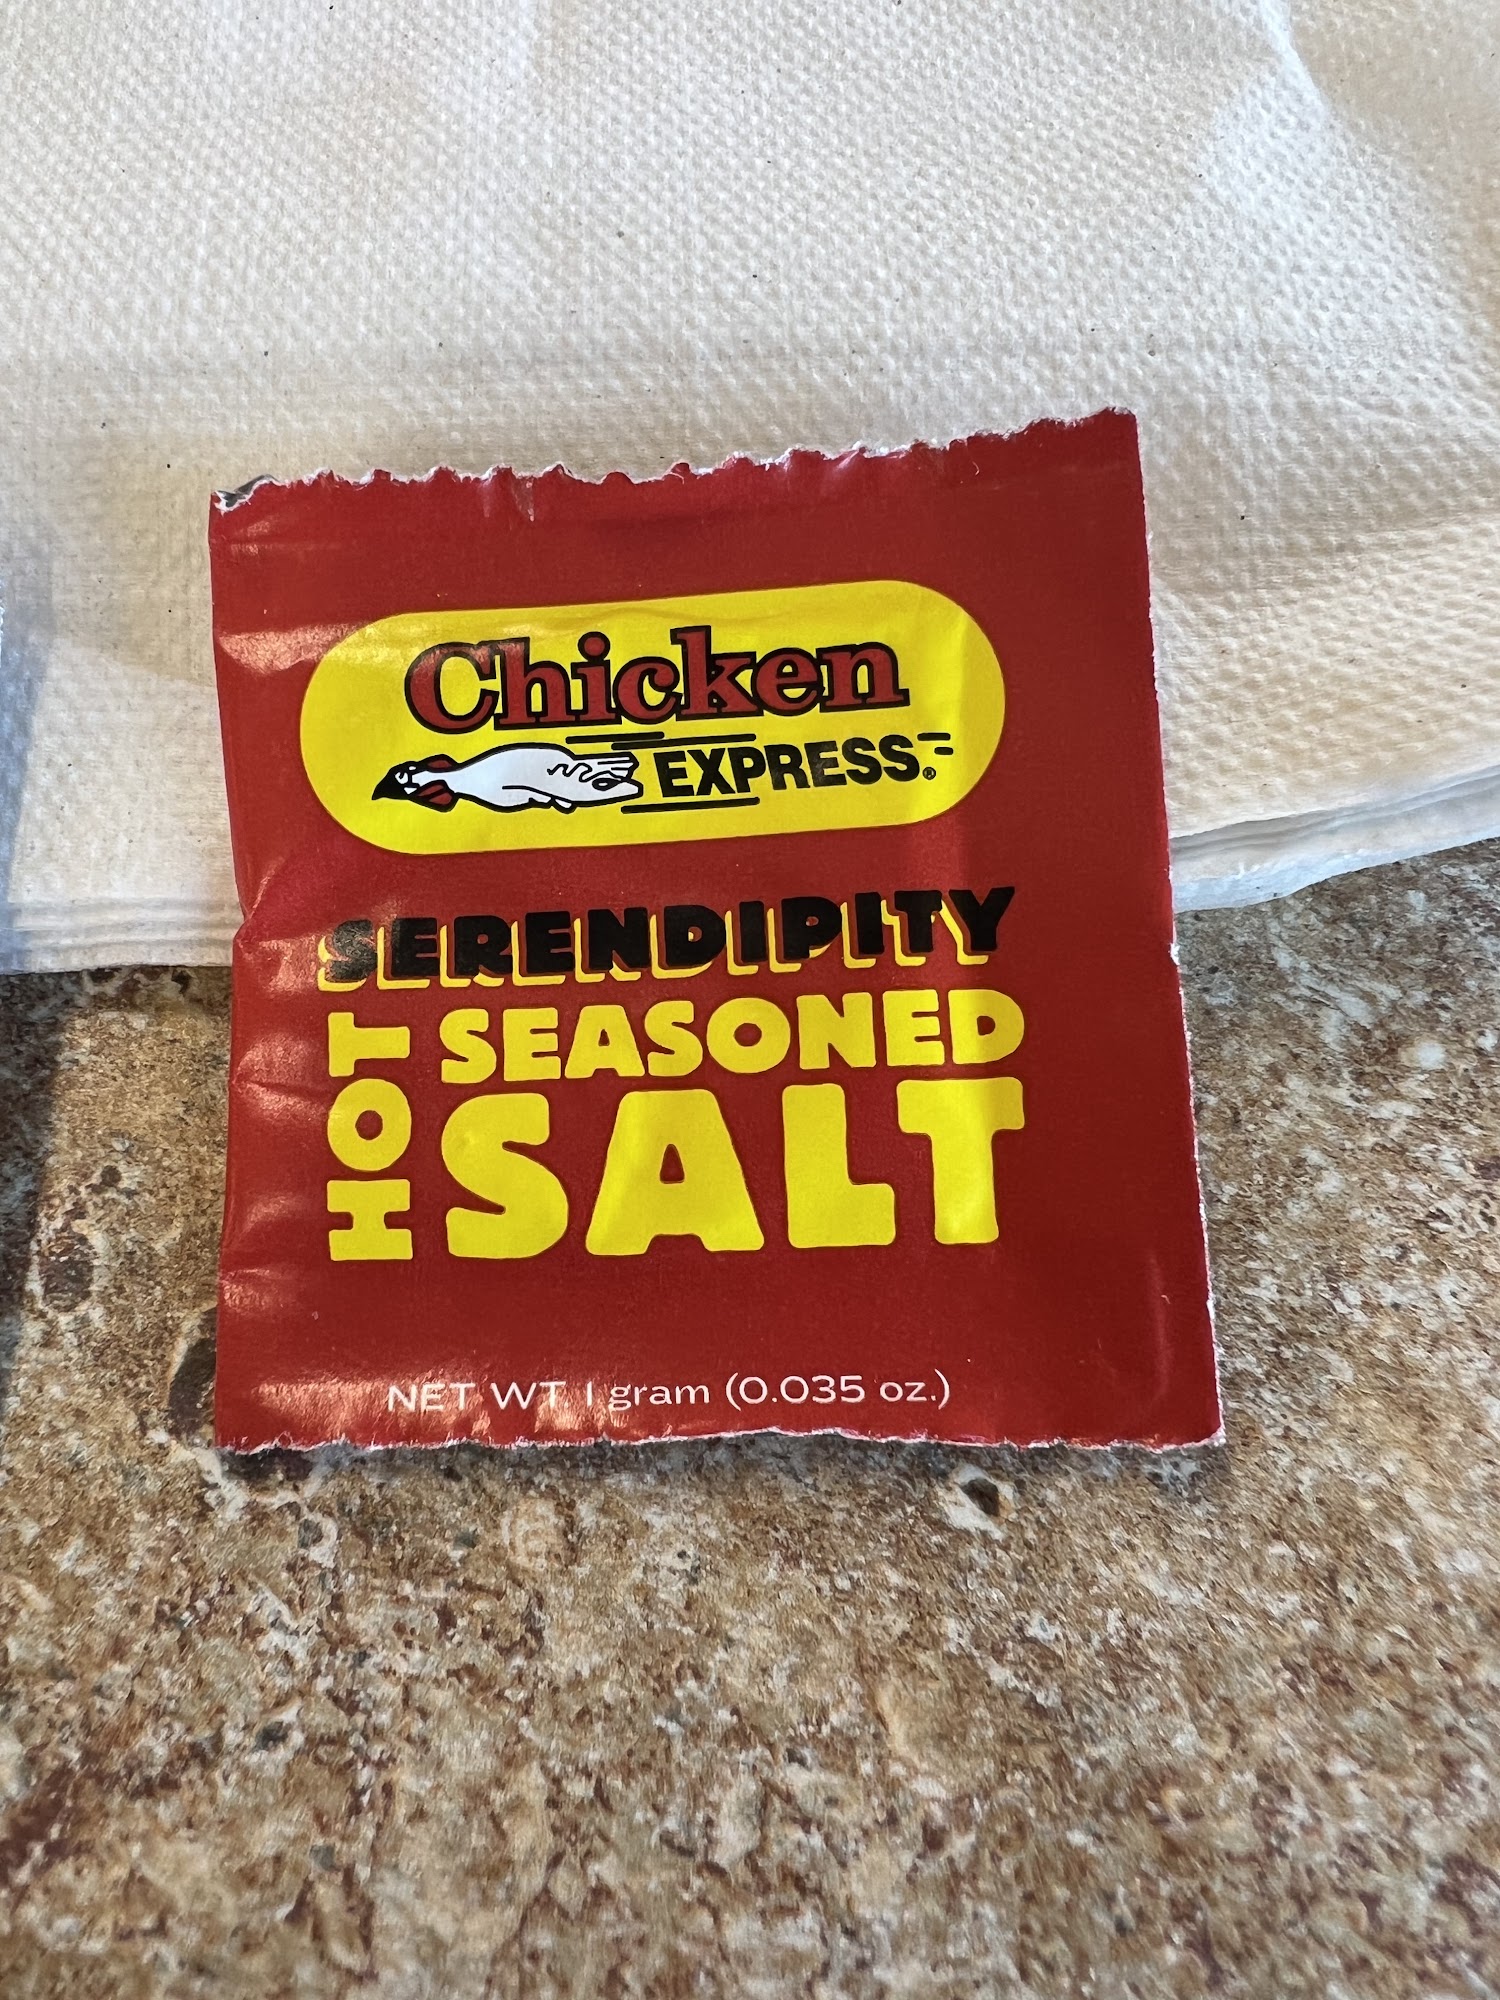 Chicken
EXPRESS.®
SERENDIPITY
HOT
SEASONED
SALT
NET WT 1 gram (0.035 oz.)